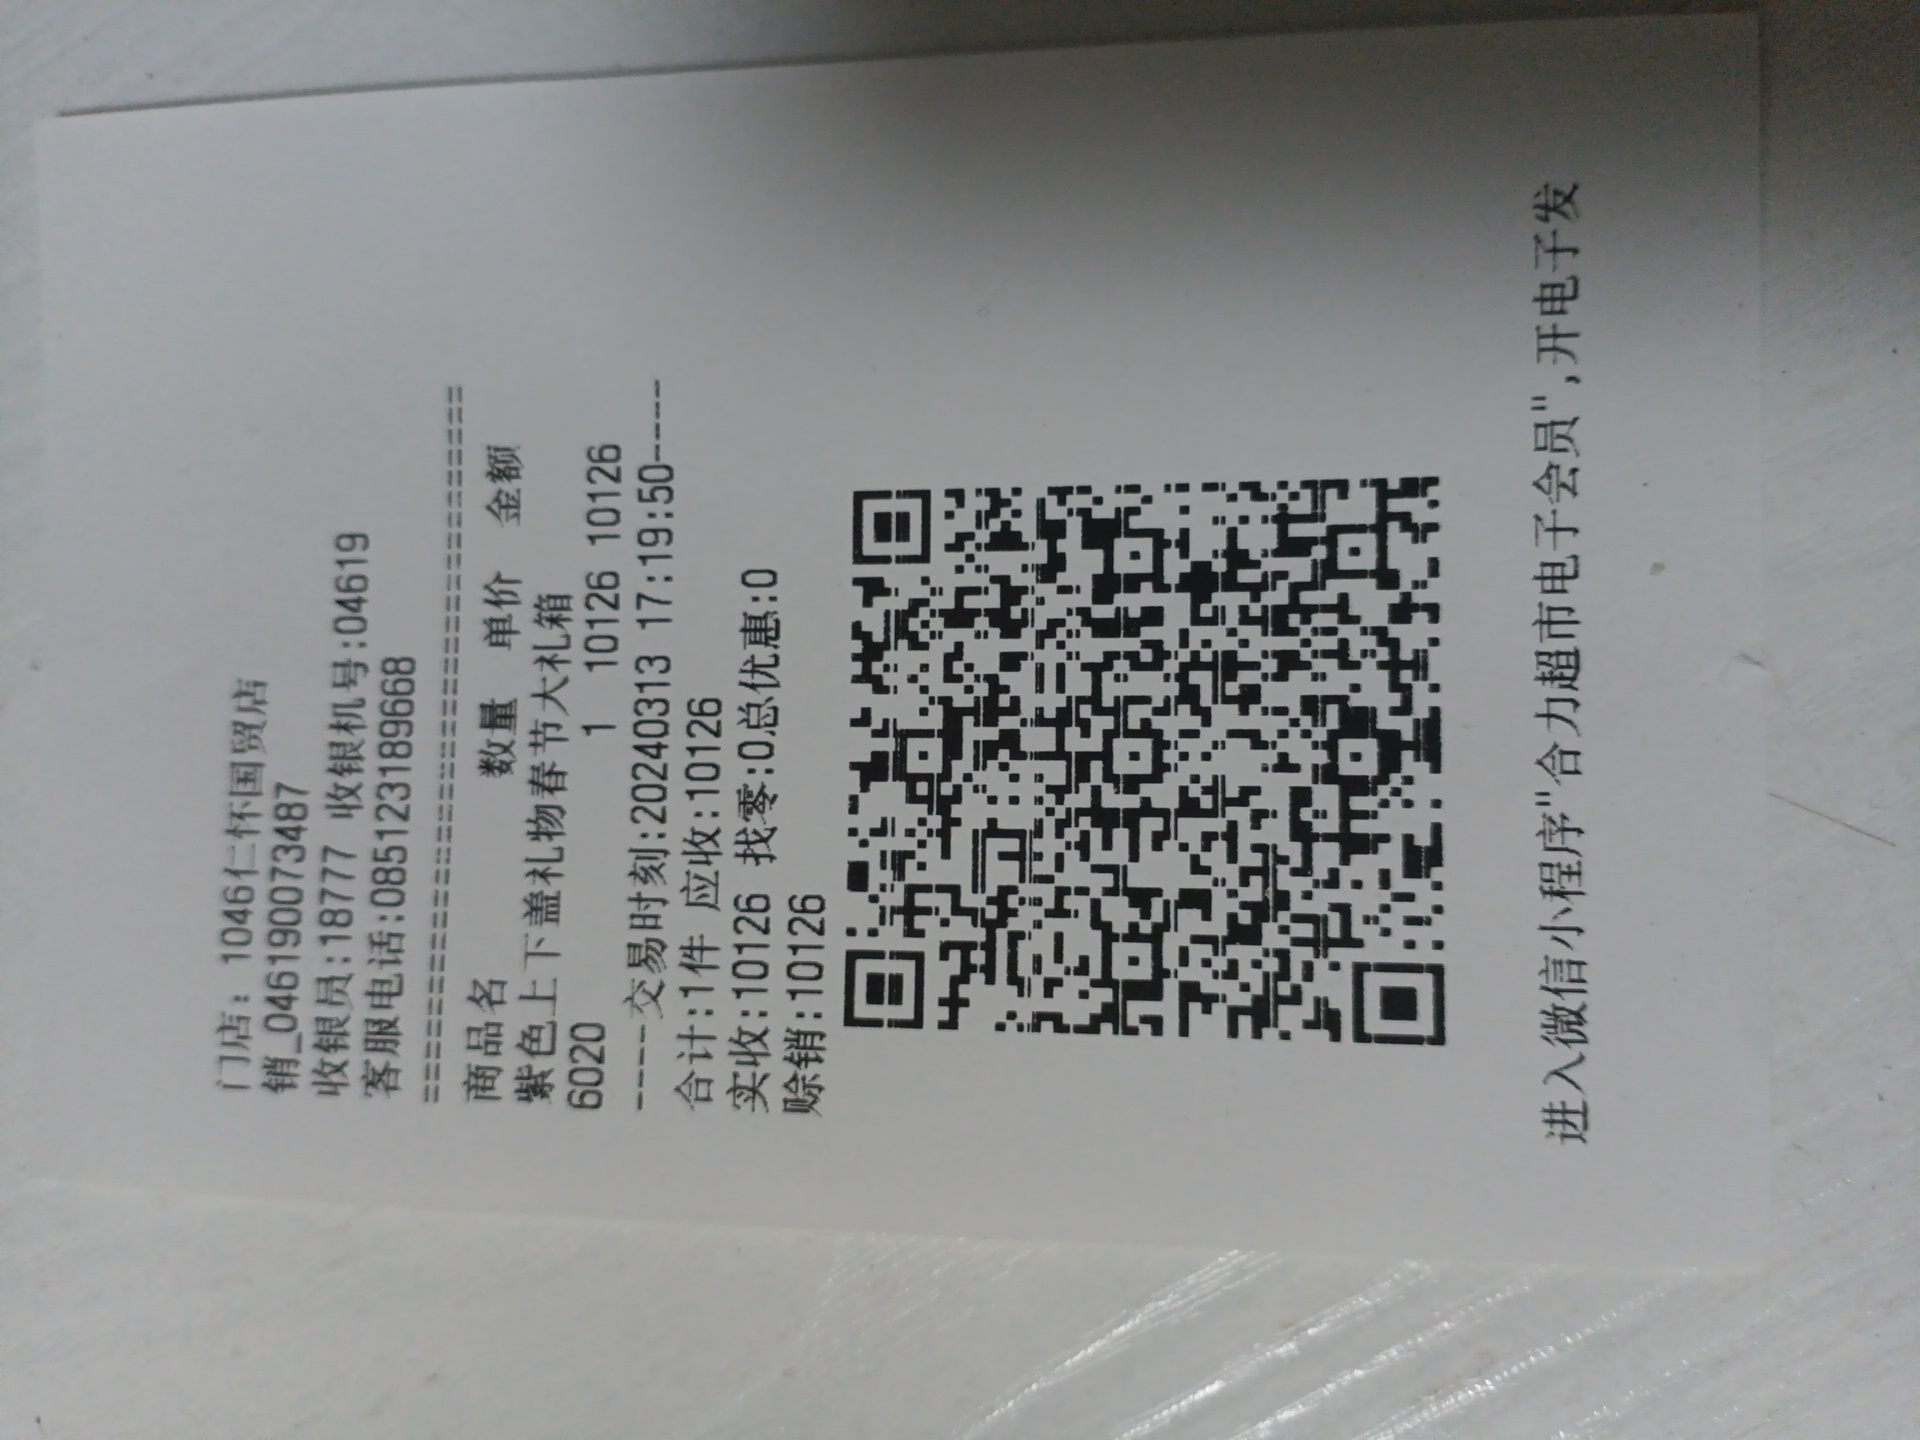 门店: 1046仁怀国贸店
销_046190073487
收银员:18777 收银机号:04619
客服电话:085123189668
==========================================
商品名 数量 单价 金额
紫色上下盖礼物春节大礼箱
6020 1 10126 10126
----交易时刻:20240313 17:19:50-----
合计:1件 应收:10126
实收:10126 找零:0总优惠:0
赊销:10126
进入微信小程序"合力超市电子会员",开电子发